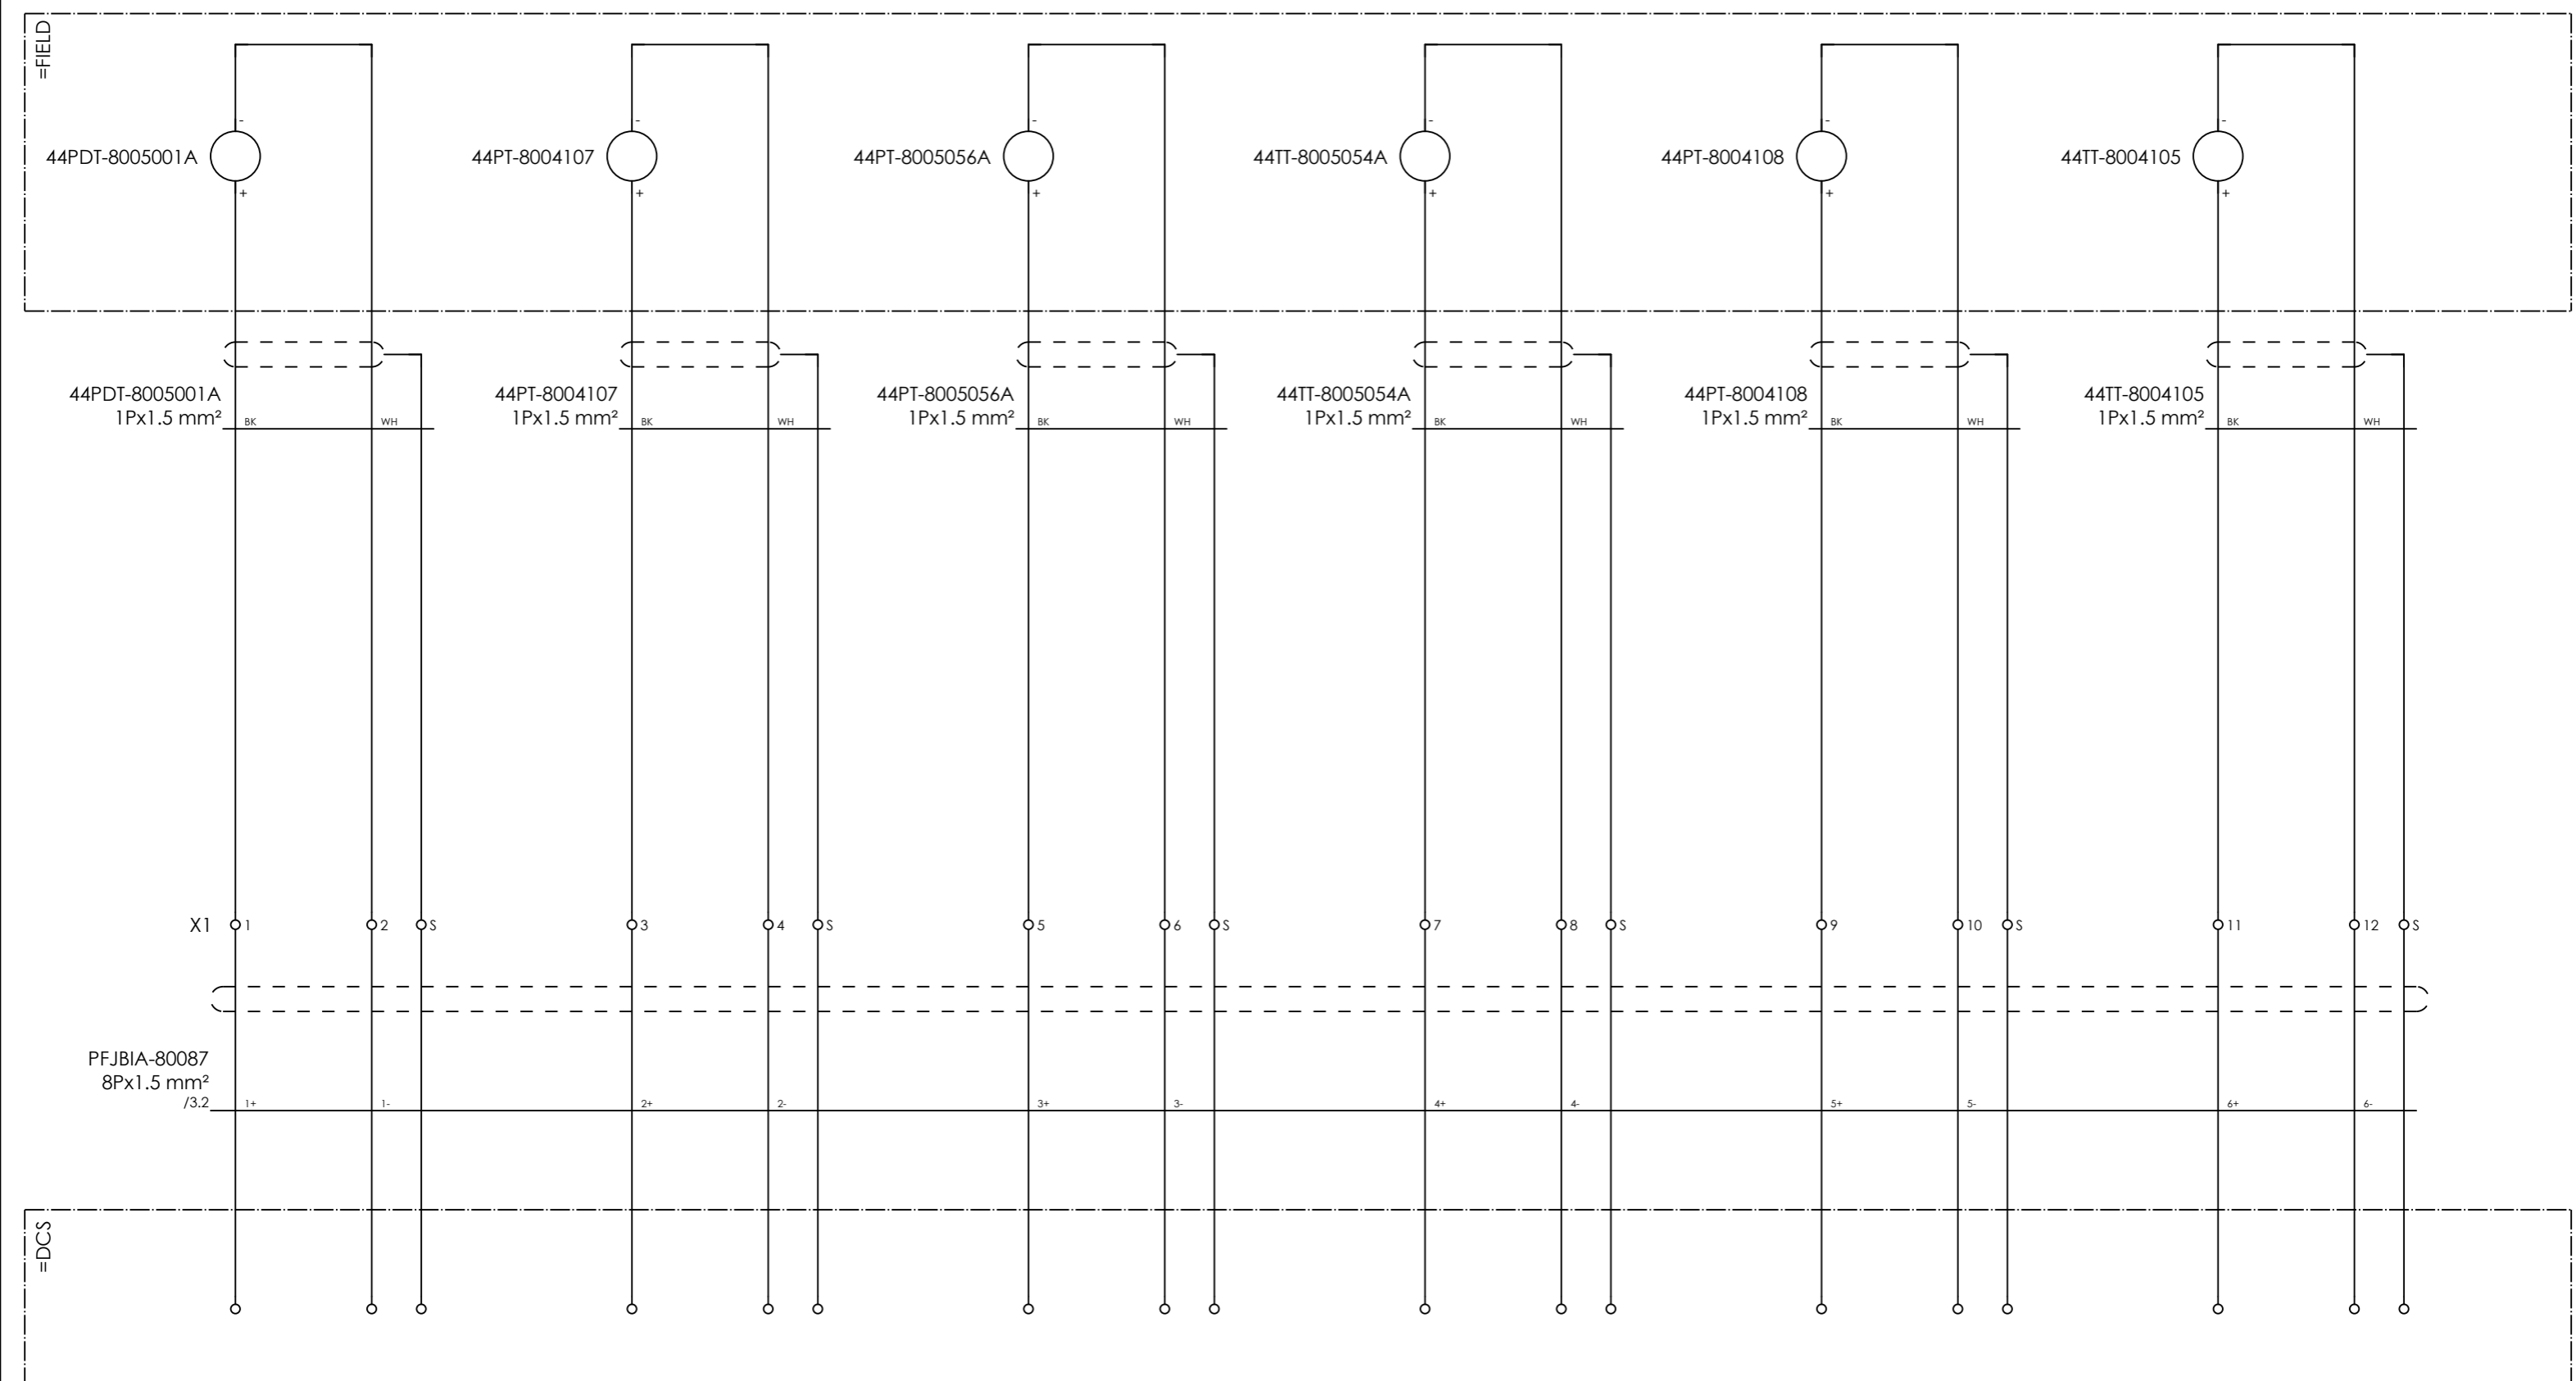 =FIELD
- - - - - -
44PDT-8005001A 44PT-8004107 44PT-8005056A 44TT-8005054A 44PT-8004108 44TT-8004105
+ + + + + +
44PDT-8005001A 44PT-8004107 44PT-8005056A 44TT-8005054A 44PT-8004108 44TT-8004105
1Px1.5 mm² 1Px1.5 mm² 1Px1.5 mm² 1Px1.5 mm² 1Px1.5 mm² 1Px1.5 mm²
BK WH BK WH BK WH BK WH BK WH BK WH
X1 1 2 S 3 4 S 5 6 S 7 8 S 9 10 S 11 12 S
PFJBIA-80087
8Px1.5 mm²
/3.2 1+ 1- 2+ 2- 3+ 3- 4+ 4- 5+ 5- 6+ 6-
=DCS